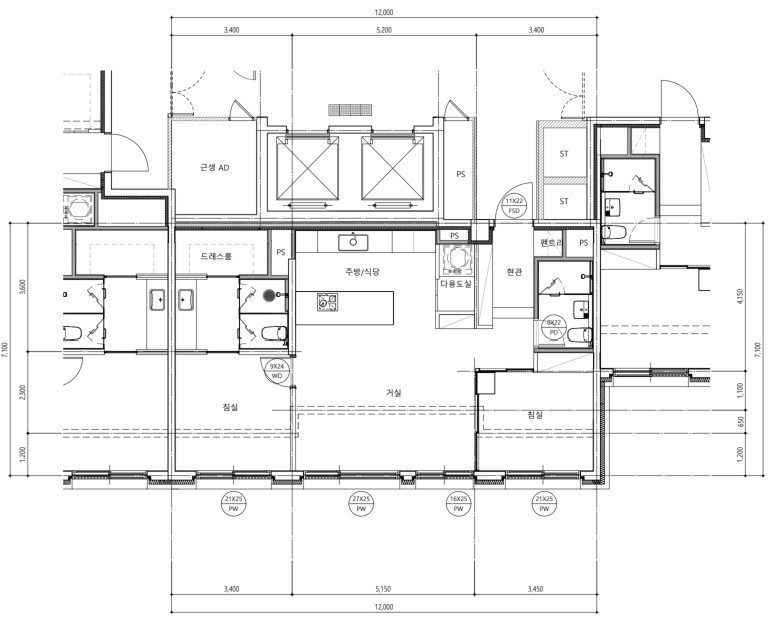 12,000
3,400
5,200
3,400
근생 AD
PS
ST
ST
11X22
FSD
드레스룸
PS
PS
펜트리
PS
주방/식당
다용도실
현관
3,600
4,150
7,100
7,100
8X22
PD
9X24
WD
2,300
1,100
침실
거실
침실
650
1,200
1,200
21X25
PW
27X25
PW
16X25
PW
21X25
PW
3,400
5,150
3,450
12,000